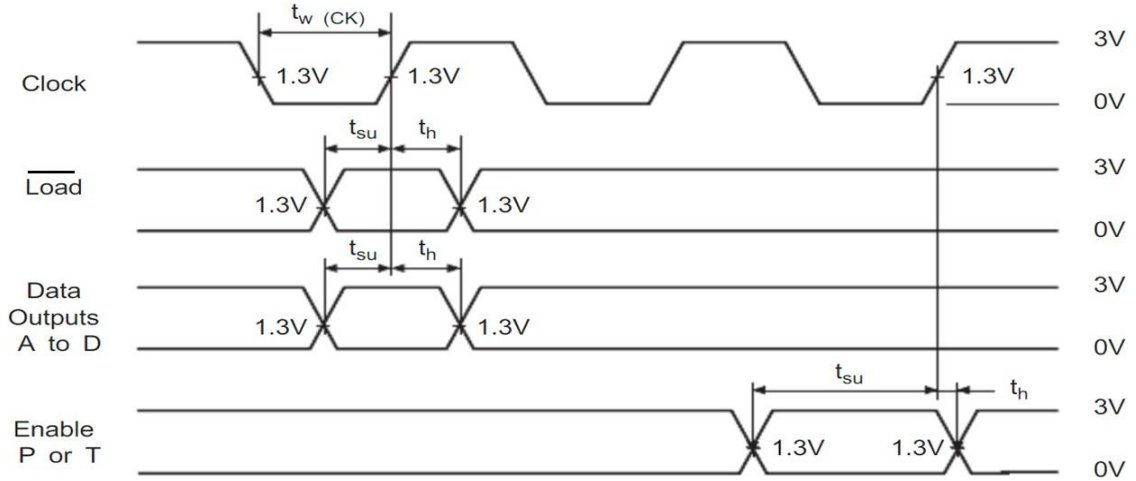 tw (CK)
3V
Clock
1.3V 1.3V 1.3V
0V
tsu th
Load
3V
1.3V 1.3V
0V
tsu th
Data
Outputs
A to D
3V
1.3V 1.3V
0V
tsu th
Enable
P or T
3V
1.3V 1.3V
0V